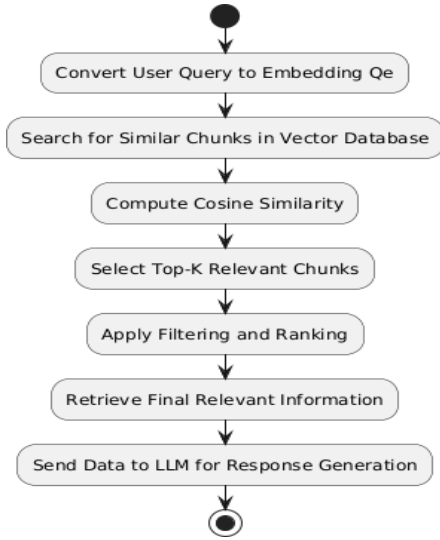 Convert User Query to Embedding Qe
Search for Similar Chunks in Vector Database
Compute Cosine Similarity
Select Top-K Relevant Chunks
Apply Filtering and Ranking
Retrieve Final Relevant Information
Send Data to LLM for Response Generation